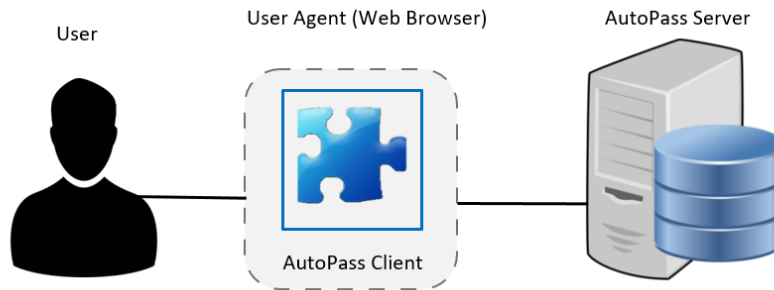 User
User Agent (Web Browser)
AutoPass Server
AutoPass Client